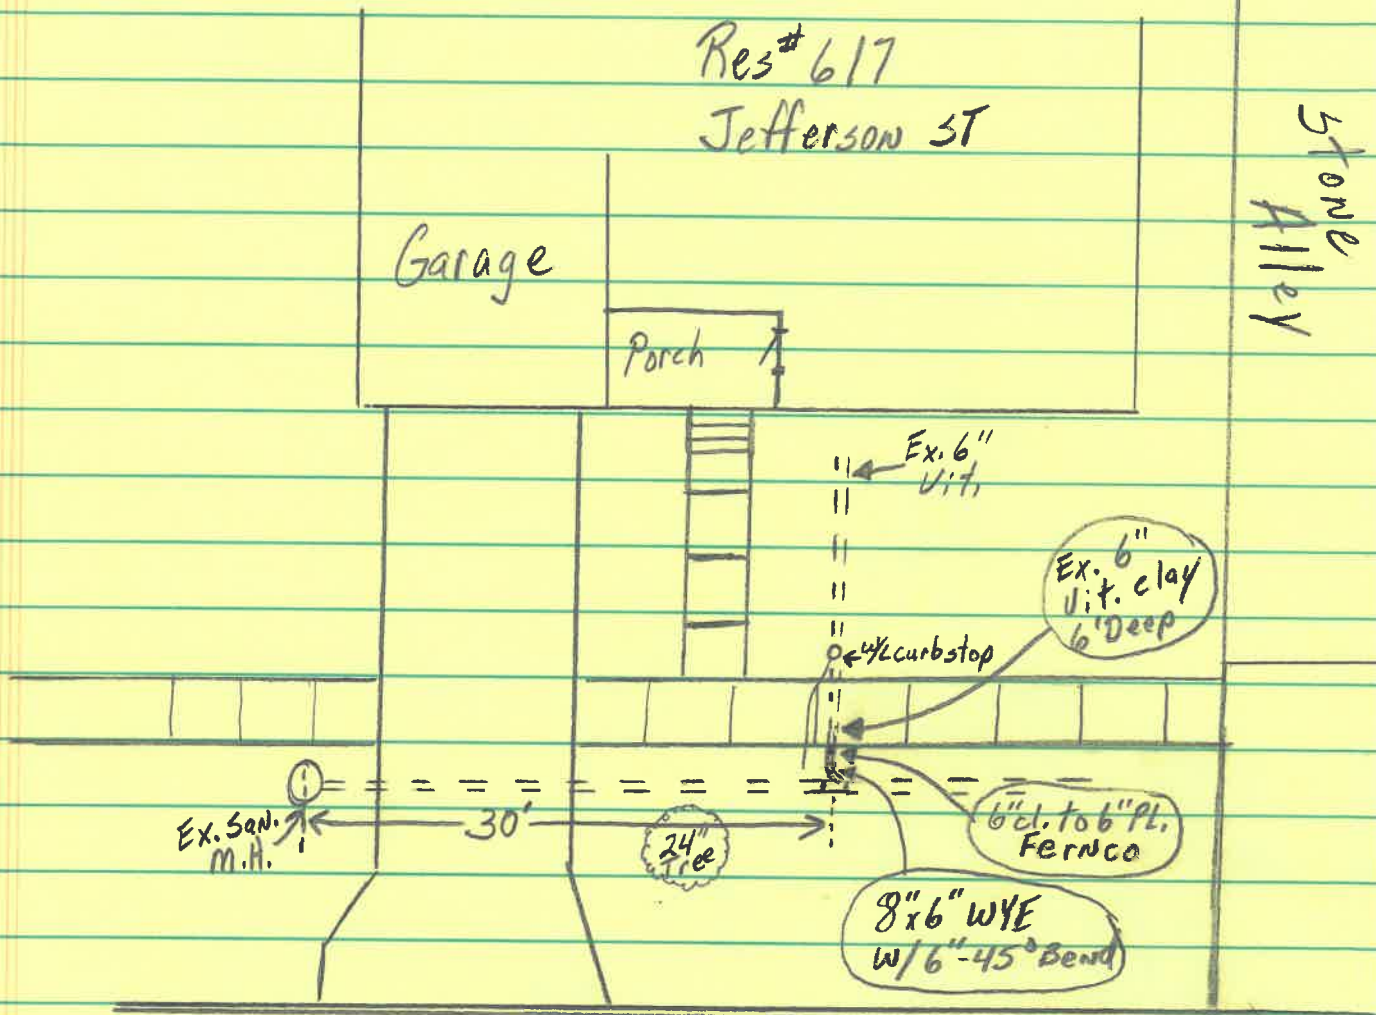 Res# 617
Jefferson ST
Stone
Alley
Garage
Porch
Ex. 6"
Vit.
Ex. 6"
Vit. clay
6' Deep
W/L curbstop
Ex. San.
M.H.
30'
24"
Tree
6"cl. to 6"PL.
Fernco
8"x6" WYE
W/6"-45° Bend